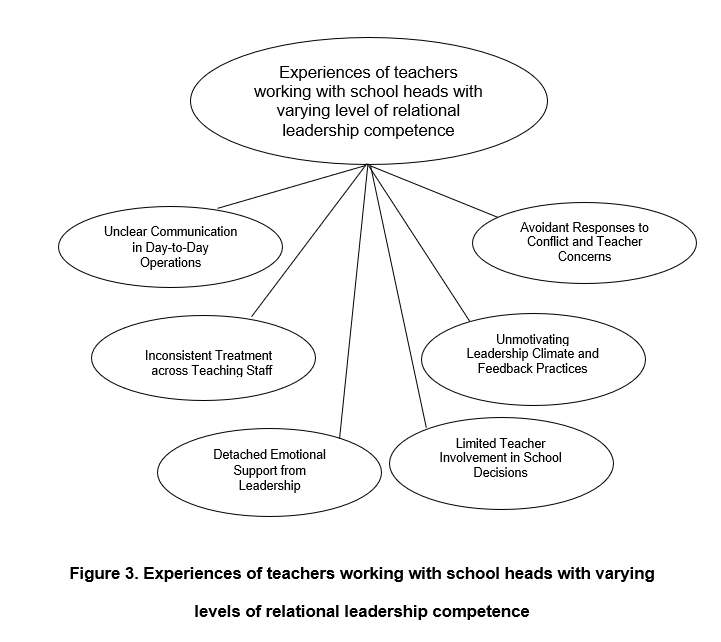 Experiences of teachers
working with school heads with
varying level of relational
leadership competence
Unclear Communication
in Day-to-Day
Operations
Avoidant Responses to
Conflict and Teacher
Concerns
Inconsistent Treatment
across Teaching Staff
Unmotivating
Leadership Climate and
Feedback Practices
Detached Emotional
Support from
Leadership
Limited Teacher
Involvement in School
Decisions
Figure 3. Experiences of teachers working with school heads with varying
levels of relational leadership competence